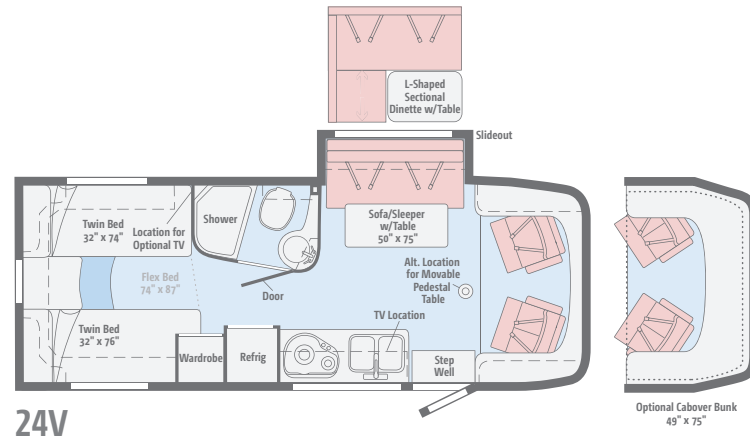 L-Shaped
Sectional
Dinette w/Table
Slideout
Twin Bed
32" x 74"
Location for
Optional TV
Shower
Sofa/Sleeper
w/Table
50" x 75"
Flex Bed
74" x 87"
Door
Alt. Location
for Movable
Pedestal
Table
TV Location
Twin Bed
32" x 76"
Wardrobe
Refrig
Step
Well
Optional Cabover Bunk
49" x 75"
24V